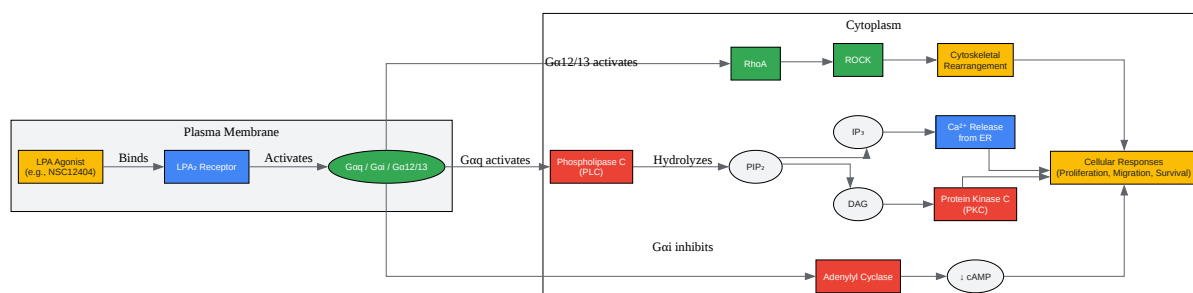 Cytoplasm
Gα12/13 activates
RhoA
ROCK
Cytoskeletal
Rearrangement
Plasma Membrane
LPA Agonist
(e.g., NSC12404)
Binds
LPA₂ Receptor
Activates
Gαq / Gαi / Gα12/13
Gαq activates
Phospholipase C
(PLC)
Hydrolyzes
PIP₂
IP₃
Ca²⁺ Release
from ER
DAG
Protein Kinase C
(PKC)
Cellular Responses
(Proliferation, Migration, Survival)
Gαi inhibits
Adenylyl Cyclase
↓ cAMP